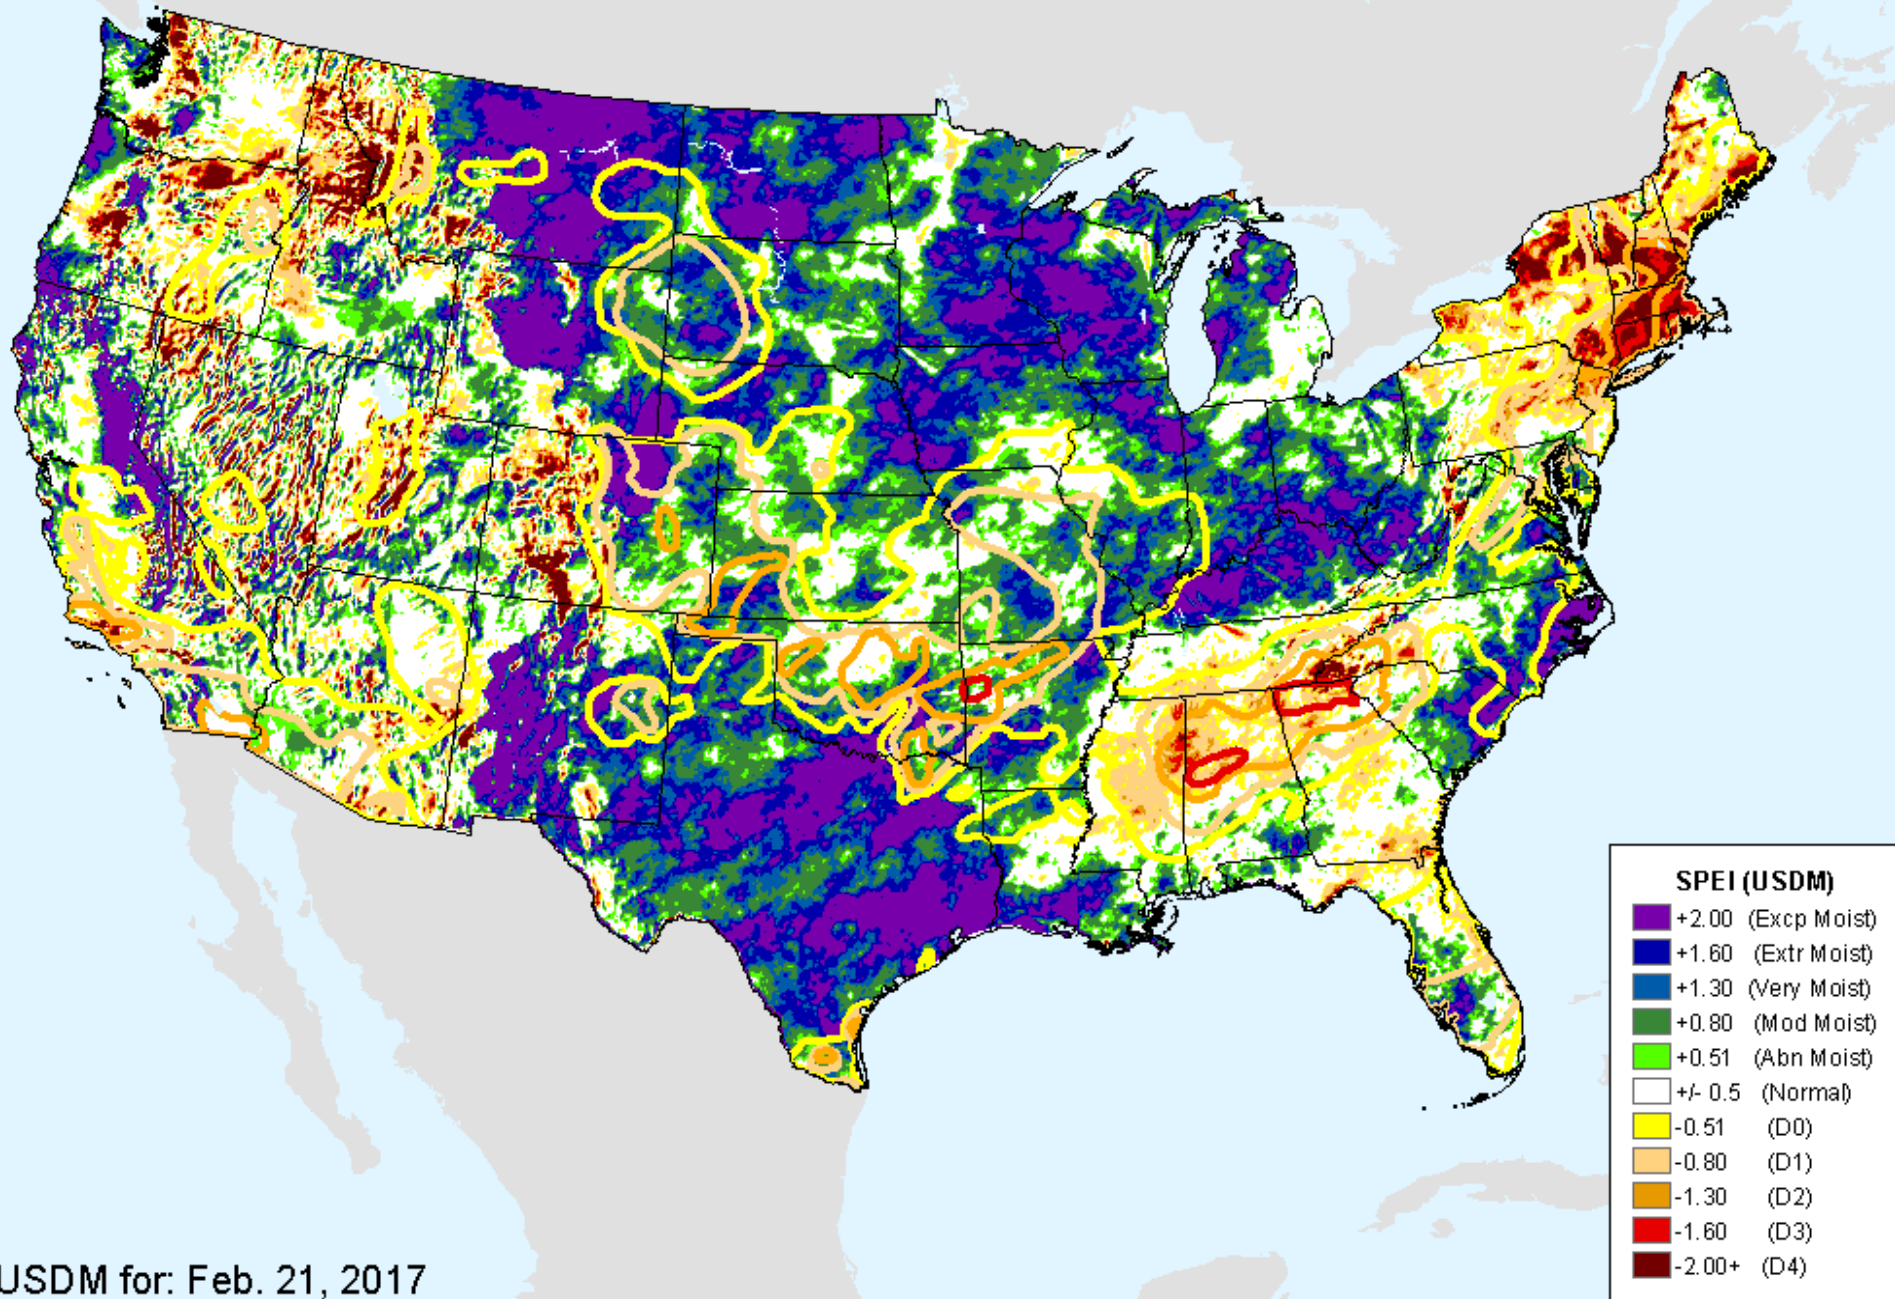 SPEI (USDM)
+2.00 (Excp Moist)
+1.60 (Extr Moist)
+1.30 (Very Moist)
+0.80 (Mod Moist)
+0.51 (Abn Moist)
+/- 0.5 (Normal)
-0.51 (D0)
-0.80 (D1)
-1.30 (D2)
-1.60 (D3)
-2.00+ (D4)
USDM for: Feb. 21, 2017